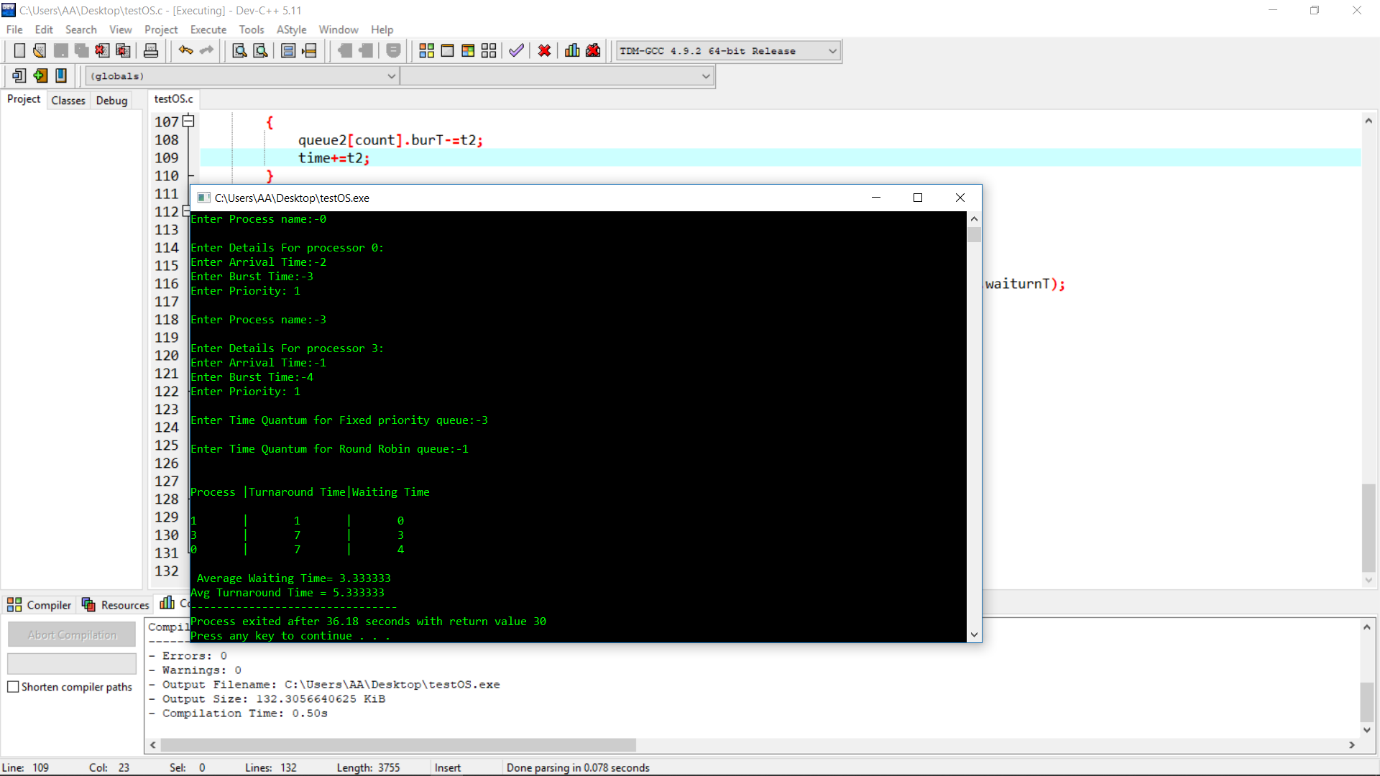 C:\Users\AA\Desktop\testOS.c - [Executing] - Dev-C++ 5.11
File Edit Search View Project Execute Tools AStyle Window Help
TDM-GCC 4.9.2 64-bit Release
(globals)
Project Classes Debug
testOS.c
107 {
108 queue2[count].burT-=t2;
109 time+=t2;
110 }
111
112
113
114
115
116 waiturnT);
117
118
119
120
121
122
123
124
125
126
127
128
129
130
131
132
C:\Users\AA\Desktop\testOS.exe
Enter Process name:-0
Enter Details For processor 0:
Enter Arrival Time:-2
Enter Burst Time:-3
Enter Priority: 1
Enter Process name:-3
Enter Details For processor 3:
Enter Arrival Time:-1
Enter Burst Time:-4
Enter Priority: 1
Enter Time Quantum for Fixed priority queue:-3
Enter Time Quantum for Round Robin queue:-1
Process |Turnaround Time|Waiting Time
1 | 1 | 0
3 | 7 | 3
0 | 7 | 4
Average Waiting Time= 3.333333
Avg Turnaround Time = 5.333333
--------------------------------
Process exited after 36.18 seconds with return value 30
Press any key to continue . . .
Compiler Resources
Abort Compilation
Shorten compiler paths
- Errors: 0
- Warnings: 0
- Output Filename: C:\Users\AA\Desktop\testOS.exe
- Output Size: 132.3056640625 KiB
- Compilation Time: 0.50s
Line: 109 Col: 23 Sel: 0 Lines: 132 Length: 3755 Insert Done parsing in 0.078 seconds